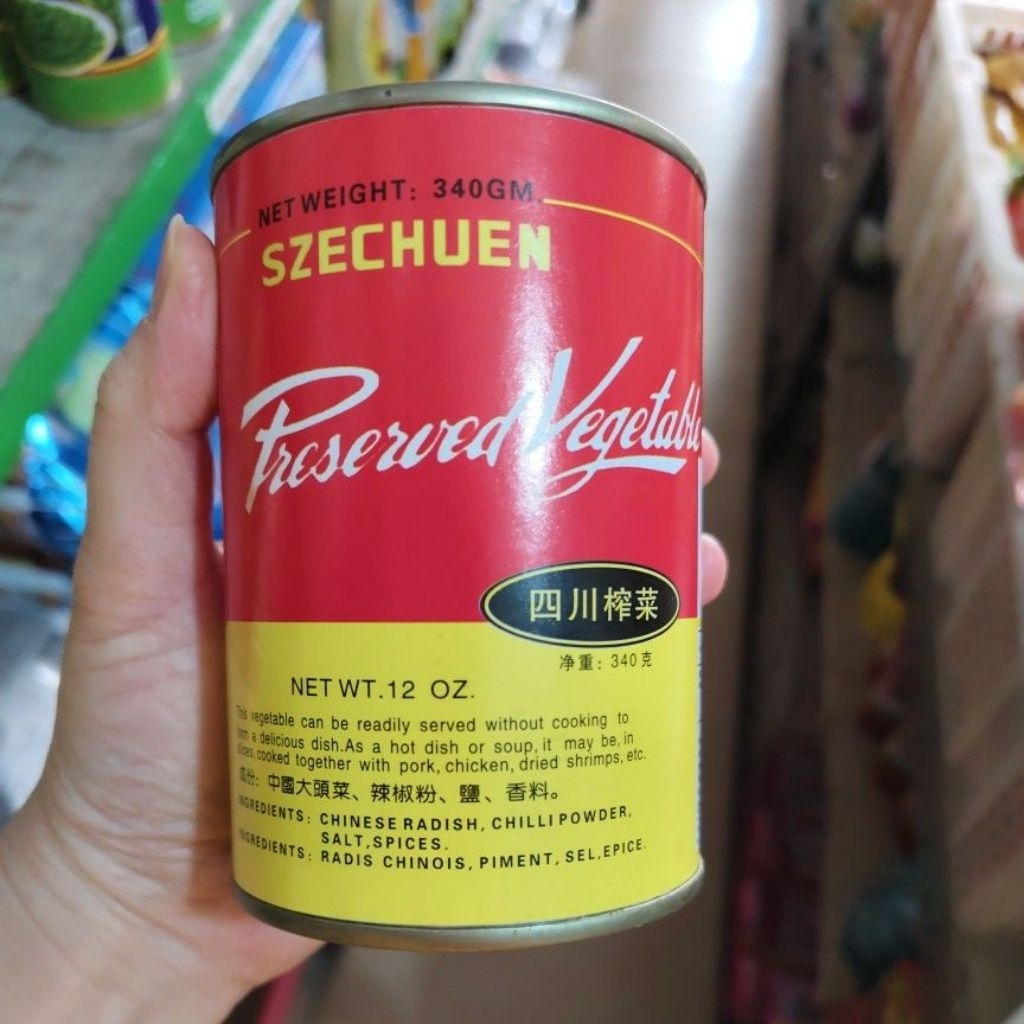 NET WEIGHT: 340GM.
SZECHUEN
Preserved Vegetable
四川榨菜
净重: 340克
NET WT.12 OZ.
This vegetable can be readily served without cooking to
a delicious dish.As a hot dish or soup, it may be, in
slices, cooked together with pork, chicken, dried shrimps, etc.
成份: 中國大頭菜、辣椒粉、鹽、香料。
INGREDIENTS: CHINESE RADISH, CHILLI POWDER,
SALT, SPICES.
INGREDIENTS: RADIS CHINOIS, PIMENT, SEL, EPICE.